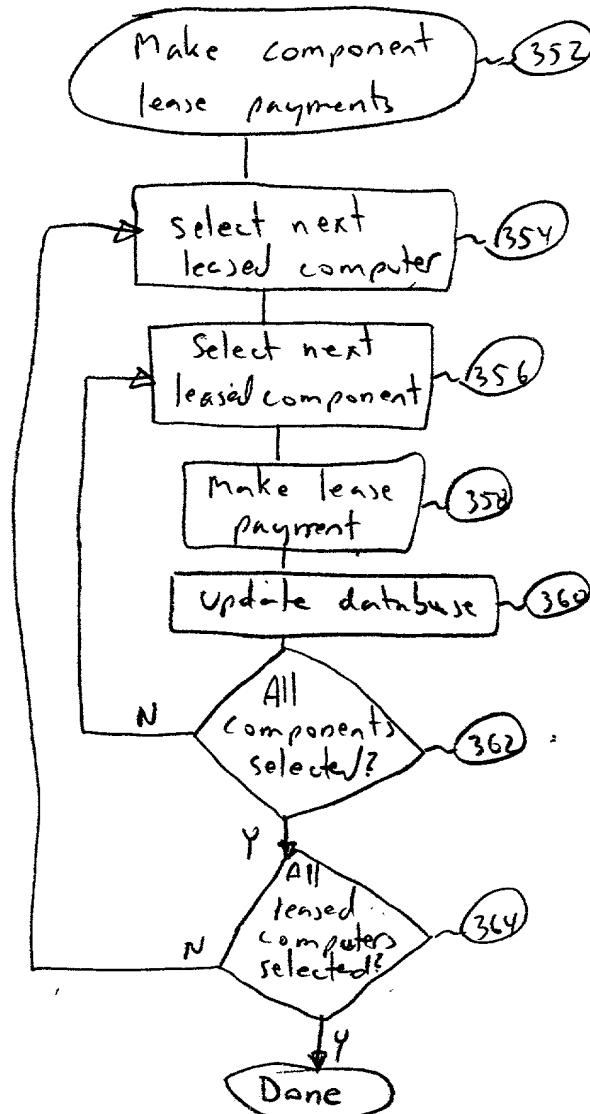 Make component
lease payments
352
select next
leased computer
354
Select next
leased component
356
Make lease
payment
358
update database
360
All
components
selected?
362
N
Y
All
leased
computers
selected?
364
N
Y
Done